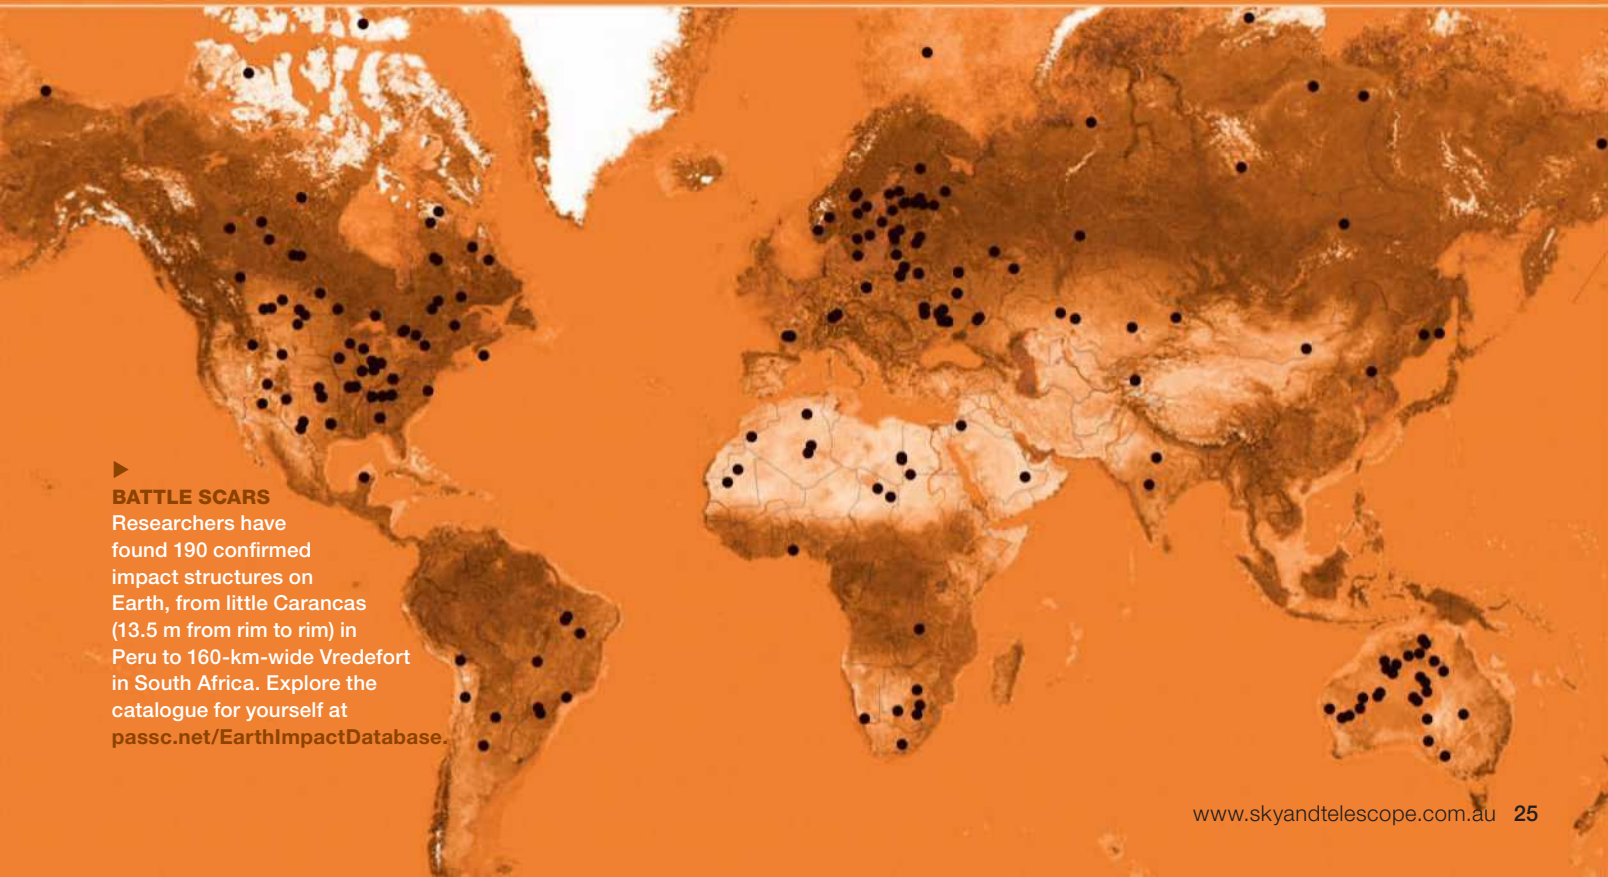 BATTLE SCARS
Researchers have
found 190 confirmed
impact structures on
Earth, from little Carancas
(13.5 m from rim to rim) in
Peru to 160-km-wide Vredefort
in South Africa. Explore the
catalogue for yourself at
passc.net/EarthImpactDatabase.
www.skyandtelescope.com.au 25